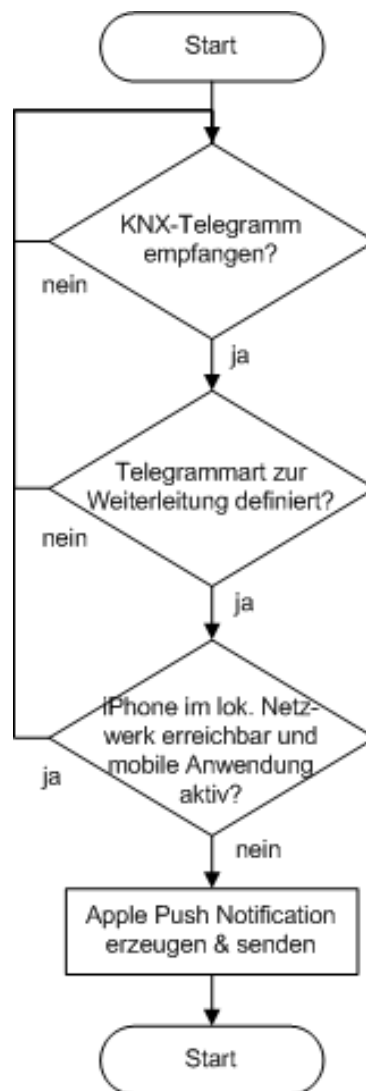 Start
KNX-Telegramm
empfangen?
nein
ja
Telegrammart zur
Weiterleitung definiert?
nein
ja
iPhone im lok. Netz-
werk erreichbar und
mobile Anwendung
aktiv?
ja
nein
Apple Push Notification
erzeugen & senden
Start